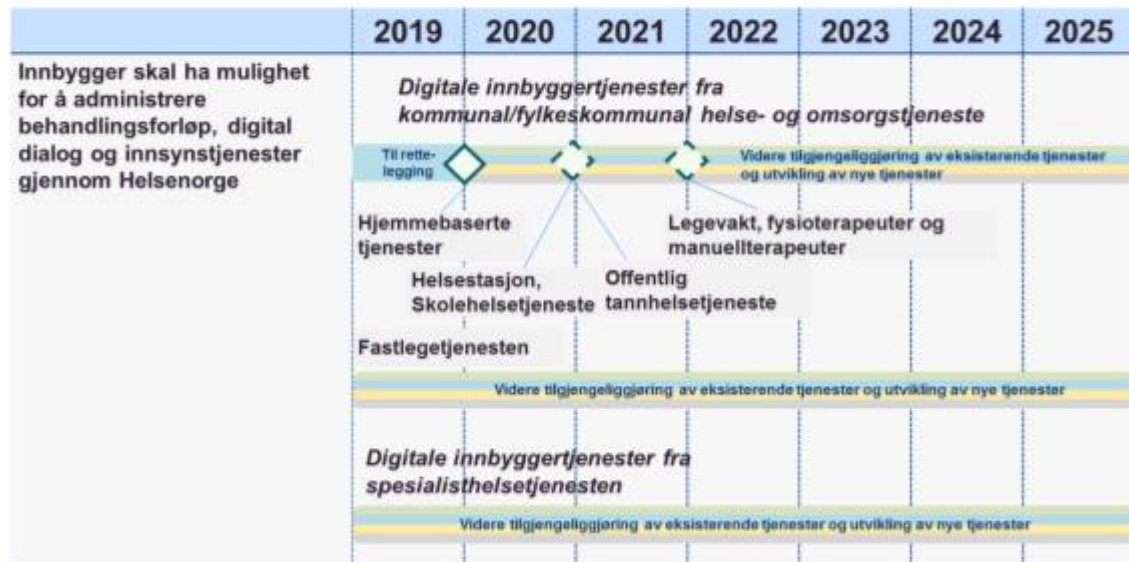 2019 2020 2021 2022 2023 2024 2025
Innbygger skal ha mulighet
for å administrere
behandlingsforløp, digital
dialog og innsynstjenester
gjennom Helsenorge
Digitale innbyggertjenester fra
kommunal/fylkeskommunal helse- og omsorgstjeneste
Til rette-
legging
Videre tilgjengeliggjøring av eksisterende tjenester
og utvikling av nye tjenester
Hjemmebaserte
tjenester
Legevakt, fysioterapeuter og
manuellterapeuter
Helsestasjon,
Skolehelsetjeneste
Offentlig
tannhelsetjeneste
Fastlegetjenesten
Videre tilgjengeliggjøring av eksisterende tjenester og utvikling av nye tjenester
Digitale innbyggertjenester fra
spesialisthelsetjenesten
Videre tilgjengeliggjøring av eksisterende tjenester og utvikling av nye tjenester